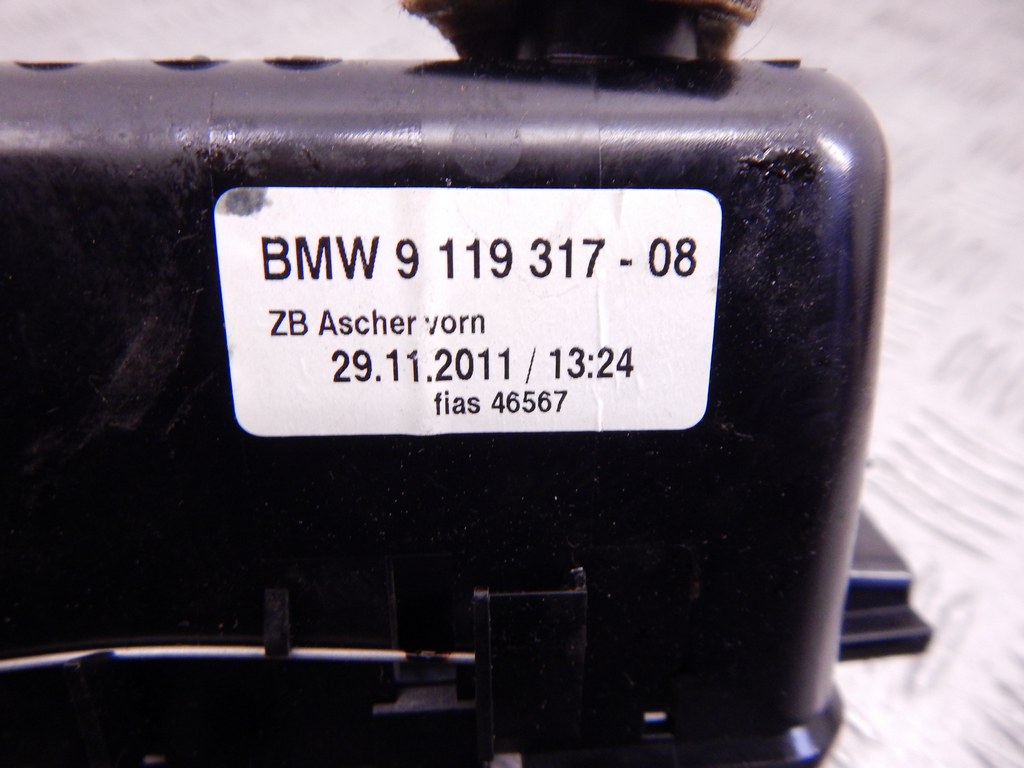 BMW 9 119 317 - 08
ZB Ascher vorn
29.11.2011 / 13:24
fias 46567